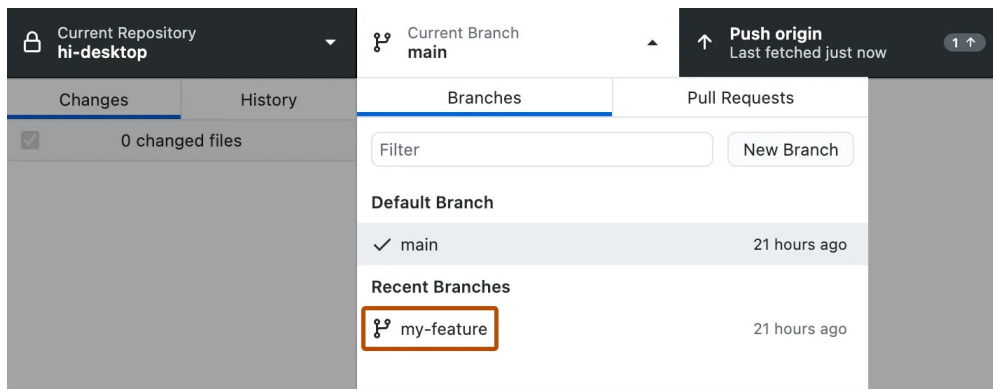 Current Repository
hi-desktop
Current Branch
main
Push origin
Last fetched just now
1
Changes
History
Branches
Pull Requests
0 changed files
Filter
New Branch
Default Branch
main
21 hours ago
Recent Branches
my-feature
21 hours ago